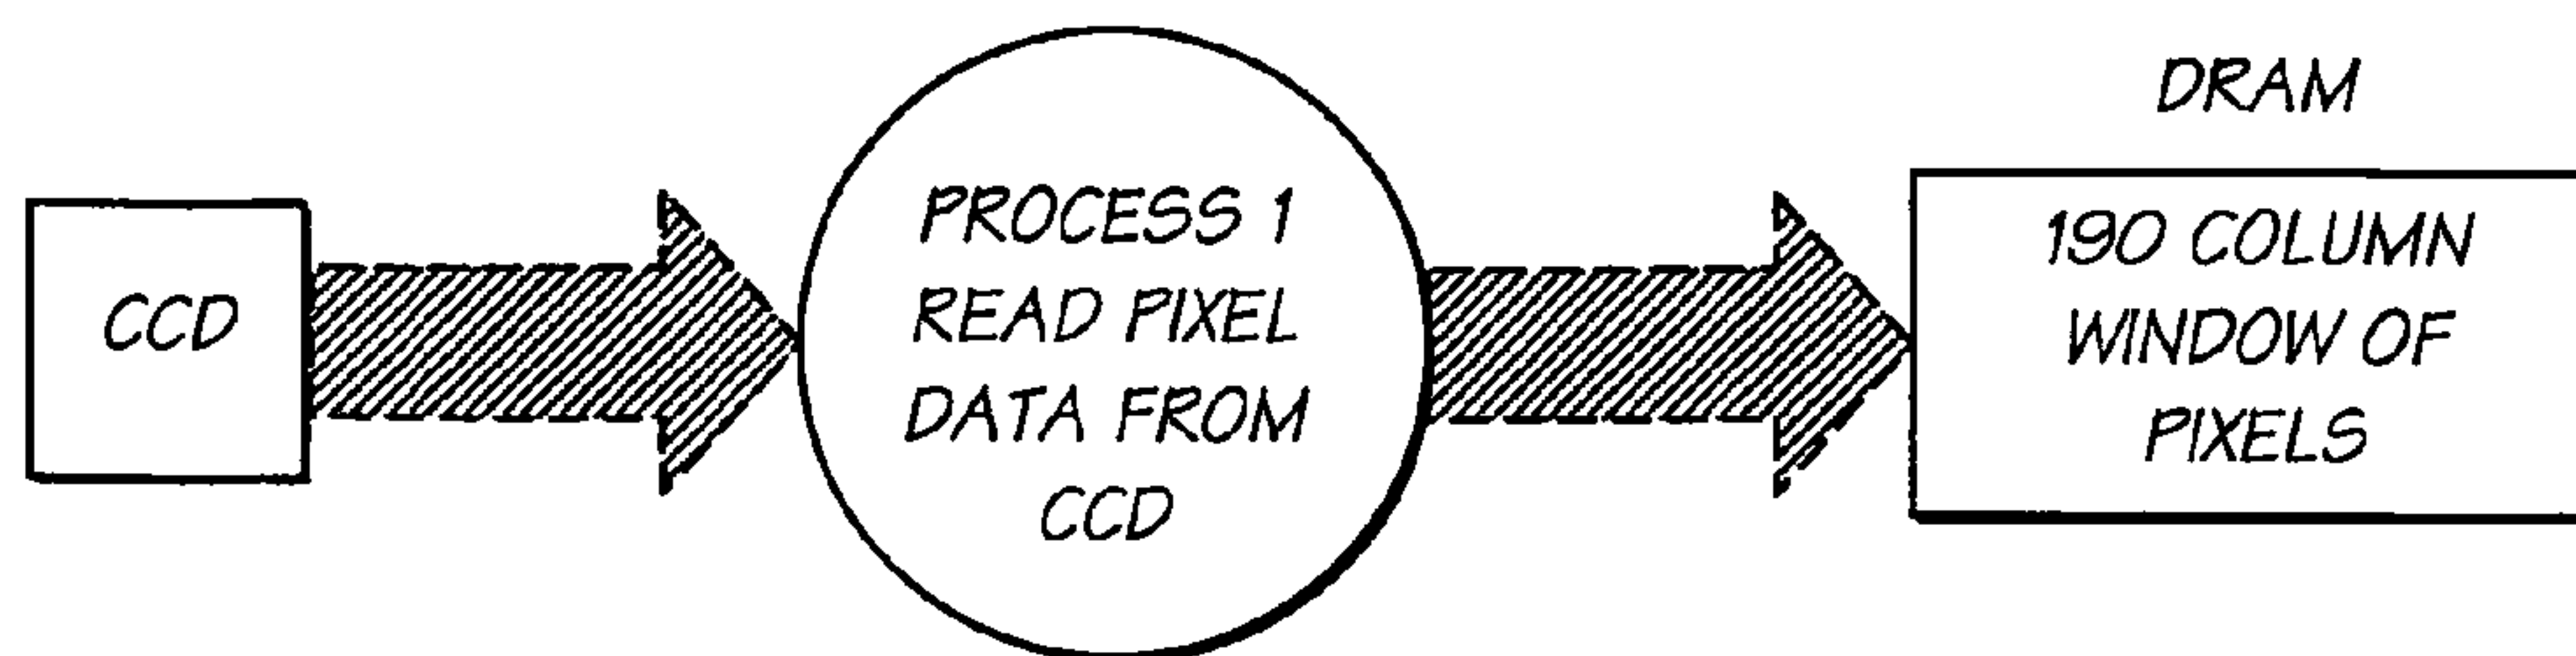 CCD
PROCESS 1
READ PIXEL
DATA FROM
CCD
DRAM
190 COLUMN
WINDOW OF
PIXELS